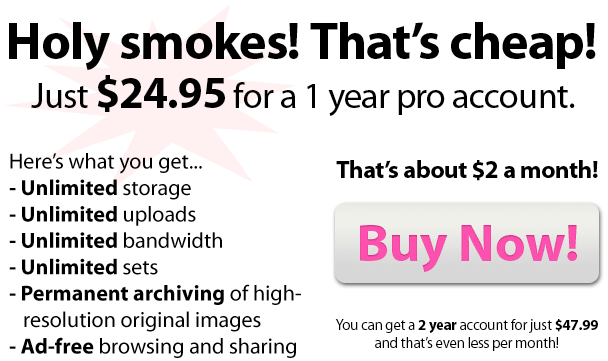 Holy smokes! That's cheap!
Just $24.95 for a 1 year pro account.
Here's what you get...
- Unlimited storage
- Unlimited uploads
- Unlimited bandwidth
- Unlimited sets
- Permanent archiving of high-
resolution original images
- Ad-free browsing and sharing
That's about $2 a month!
Buy Now!
You can get a 2 year account for just $47.99
and that's even less per month!